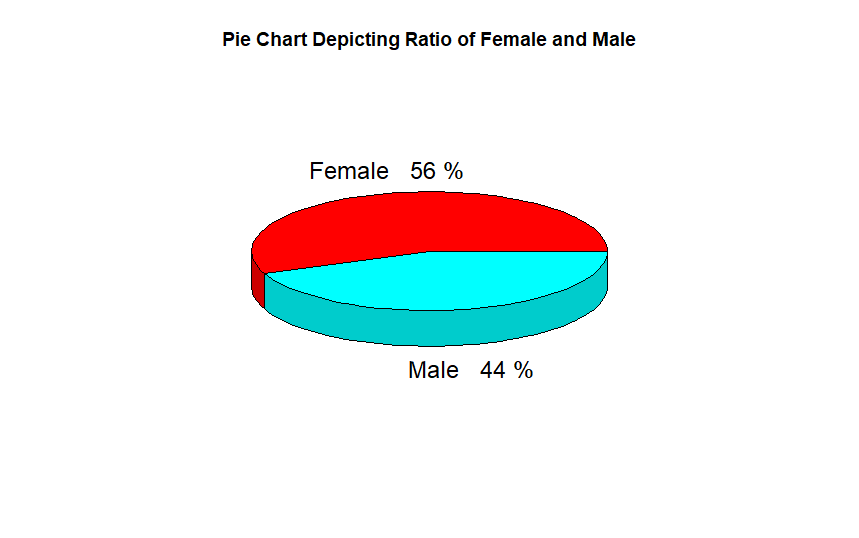 Pie Chart Depicting Ratio of Female and Male
Female 56 %
Male 44 %